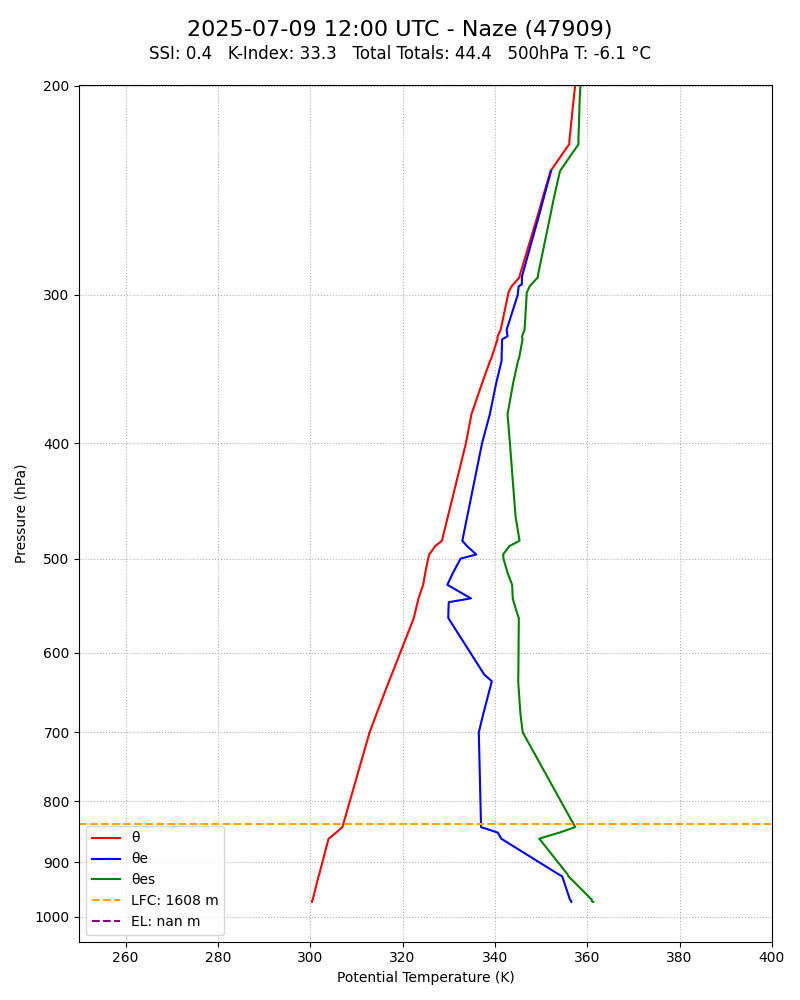 2025-07-09 12:00 UTC - Naze (47909)
SSI: 0.4   K-Index: 33.3   Total Totals: 44.4   500hPa T: -6.1 °C
200
300
400
500
600
700
800
900
1000
Pressure (hPa)
θ
θe
θes
LFC: 1608 m
EL: nan m
260 280 300 320 340 360 380 400
Potential Temperature (K)